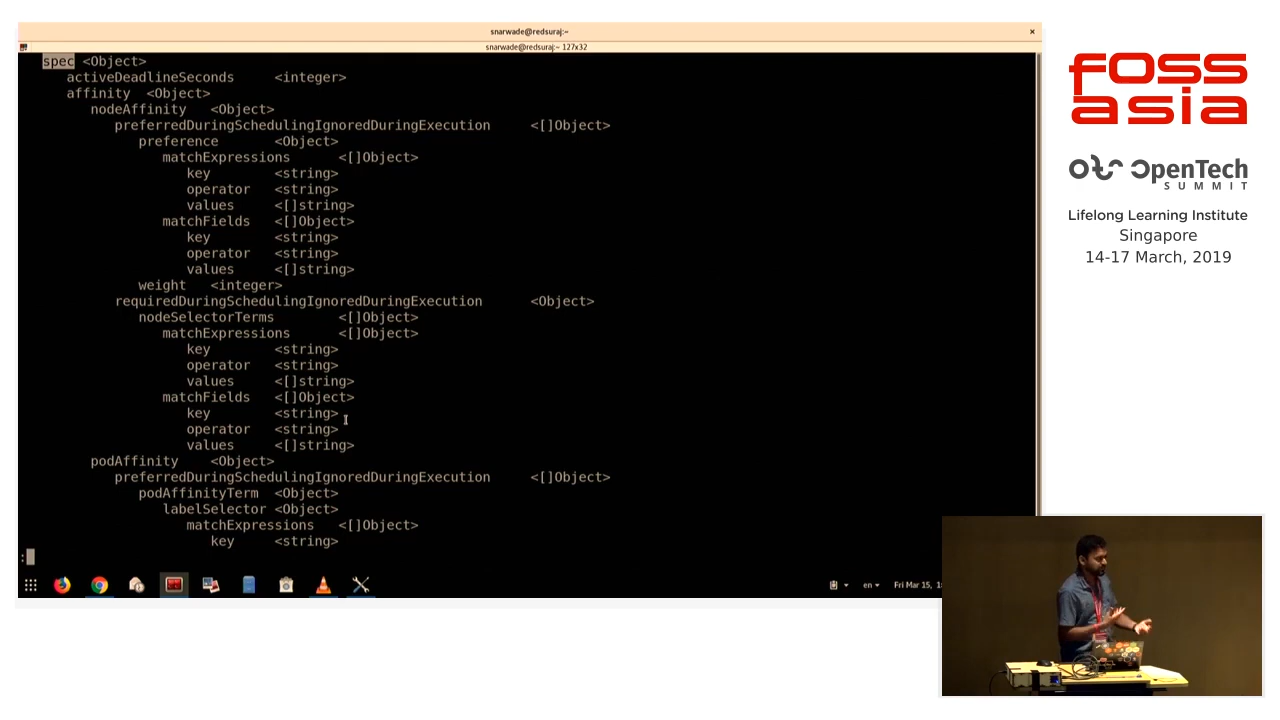 snarwade@redsuraj:~
×
snarwade@redsuraj:~ 127x32
spec <Object>
activeDeadlineSeconds <integer>
affinity <Object>
nodeAffinity <Object>
preferredDuringSchedulingIgnoredDuringExecution <[]Object>
preference <Object>
matchExpressions <[]Object>
key <string>
operator <string>
values <[]string>
matchFields <[]Object>
key <string>
operator <string>
values <[]string>
weight <integer>
requiredDuringSchedulingIgnoredDuringExecution <Object>
nodeSelectorTerms <[]Object>
matchExpressions <[]Object>
key <string>
operator <string>
values <[]string>
matchFields <[]Object>
key <string>
operator <string>
values <[]string>
podAffinity <Object>
preferredDuringSchedulingIgnoredDuringExecution <[]Object>
podAffinityTerm <Object>
labelSelector <Object>
matchExpressions <[]Object>
key <string>
:
en
Fri Mar 15,
fOSS
asia
OpenTech
SUMMIT
Lifelong Learning Institute
Singapore
14-17 March, 2019